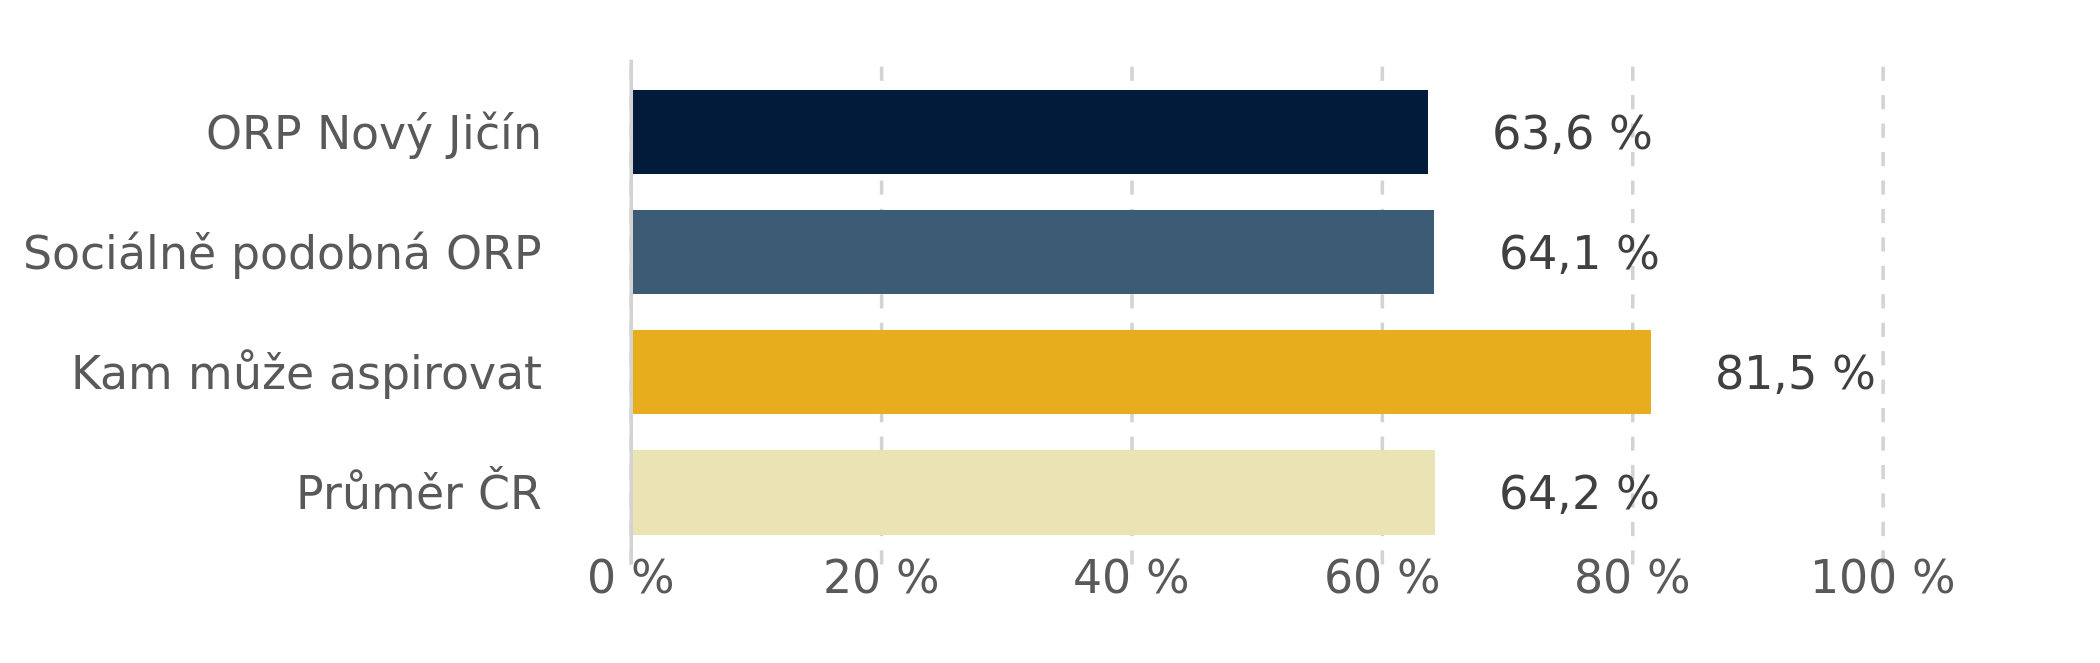 ORP Nový Jičín 63,6 %
Sociálně podobná ORP 64,1 %
Kam může aspirovat 81,5 %
Průměr ČR 64,2 %
0 % 20 % 40 % 60 % 80 % 100 %